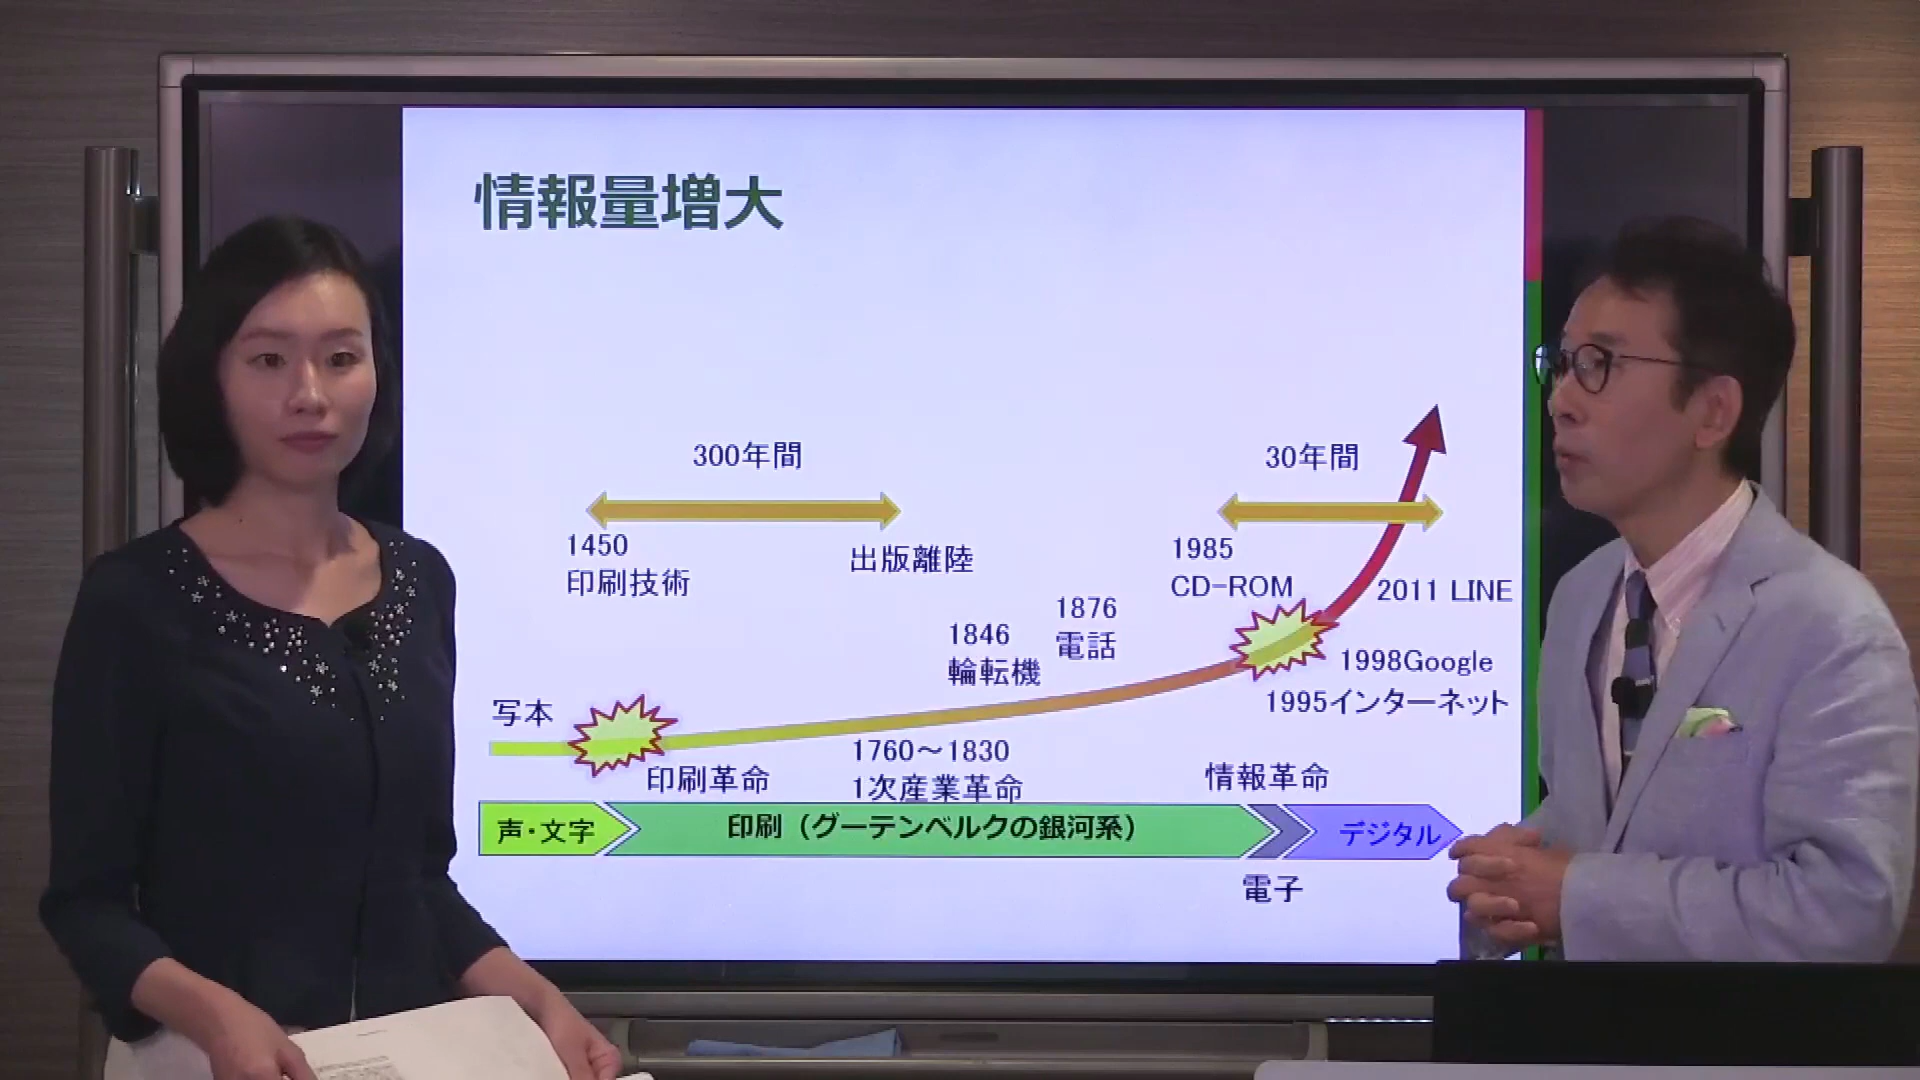 情報量増大
300年間
30年間
1450
印刷技術
出版離陸
1985
CD-ROM
2011 LINE
1876
電話
1846
輪転機
1998Google
1995インターネット
写本
印刷革命
1760～1830
1次産業革命
情報革命
声・文字
印刷（グーテンベルクの銀河系）
デジタル
電子